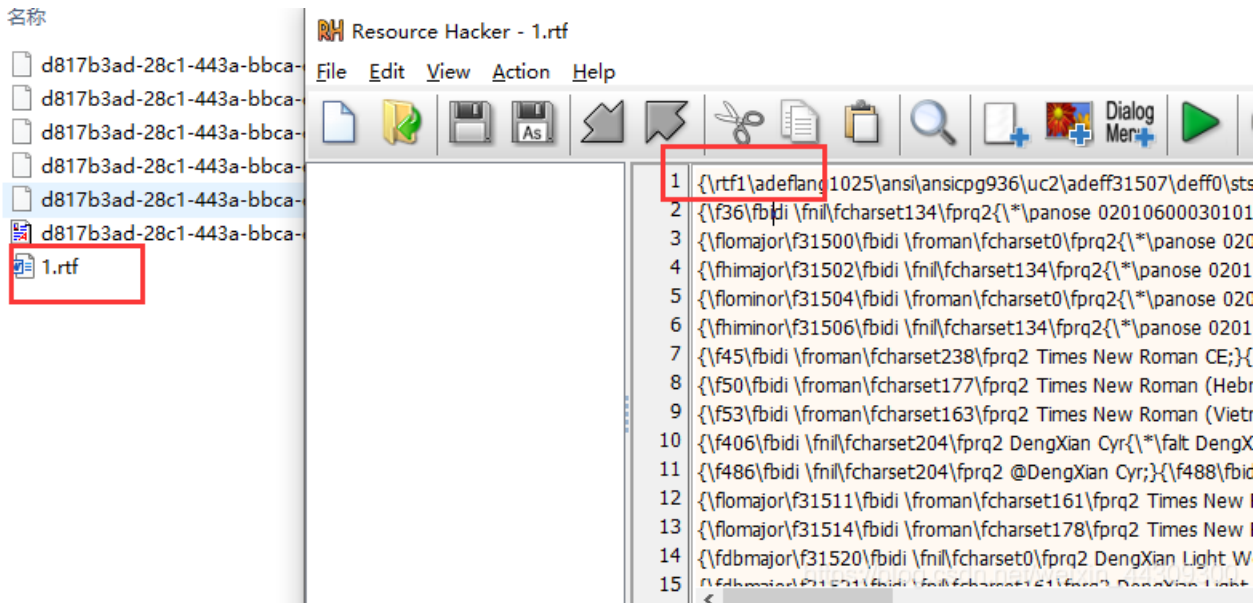 名称
d817b3ad-28c1-443a-bbca-
d817b3ad-28c1-443a-bbca-
d817b3ad-28c1-443a-bbca-
d817b3ad-28c1-443a-bbca-
d817b3ad-28c1-443a-bbca-
d817b3ad-28c1-443a-bbca-
1.rtf
Resource Hacker - 1.rtf
File Edit View Action Help
As
Dialog
1 {\rtf1\adeflang1025\ansi\ansicpg936\uc2\adeff31507\deff0\sts
2 {\f36\fbidi \fnil\fcharset134\fprq2{\*\panose 02010600030101
3 {\flomajor\f31500\fbidi \froman\fcharset0\fprq2{\*\panose 020
4 {\fhimajor\f31502\fbidi \fnil\fcharset134\fprq2{\*\panose 0201
5 {\flominor\f31504\fbidi \froman\fcharset0\fprq2{\*\panose 020
6 {\fhiminor\f31506\fbidi \fnil\fcharset134\fprq2{\*\panose 0201
7 {\f45\fbidi \froman\fcharset238\fprq2 Times New Roman CE;}{
8 {\f50\fbidi \froman\fcharset177\fprq2 Times New Roman (Hebr
9 {\f53\fbidi \froman\fcharset163\fprq2 Times New Roman (Vietr
10 {\f406\fbidi \fnil\fcharset204\fprq2 DengXian Cyr{\*\falt DengX
11 {\f486\fbidi \fnil\fcharset204\fprq2 @DengXian Cyr;}{\f488\fbid
12 {\flomajor\f31511\fbidi \froman\fcharset161\fprq2 Times New
13 {\flomajor\f31514\fbidi \froman\fcharset178\fprq2 Times New
14 {\fdbmajor\f31520\fbidi \fnil\fcharset0\fprq2 DengXian Light W
15
https://blog.csdn.net/weixin_44309300